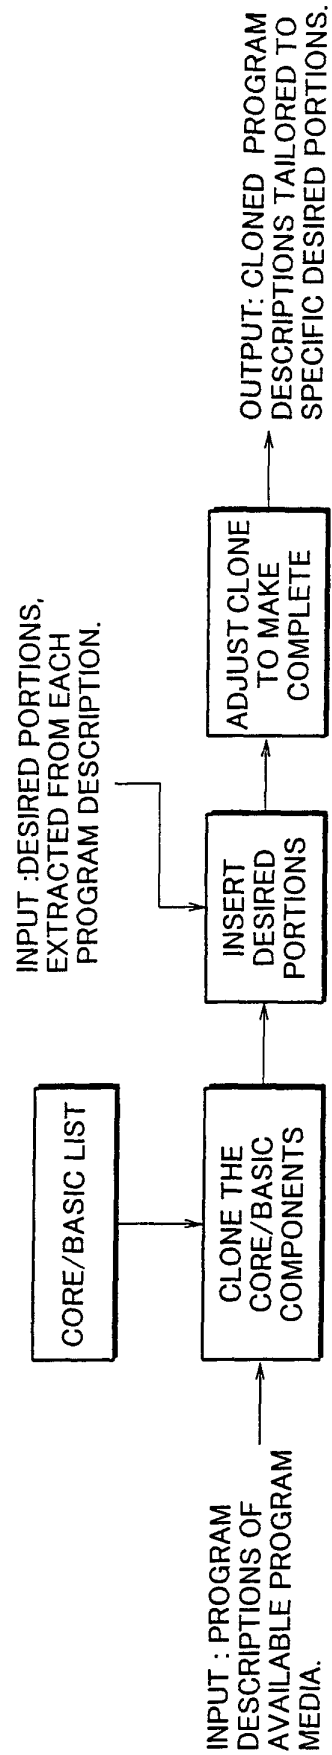 INPUT : PROGRAM
DESCRIPTIONS OF
AVAILABLE PROGRAM
MEDIA.
CORE/BASIC LIST
CLONE THE
CORE/BASIC
COMPONENTS
INPUT :DESIRED PORTIONS,
EXTRACTED FROM EACH
PROGRAM DESCRIPTION.
INSERT
DESIRED
PORTIONS
ADJUST CLONE
TO MAKE
COMPLETE
OUTPUT: CLONED PROGRAM
DESCRIPTIONS TAILORED TO
SPECIFIC DESIRED PORTIONS.